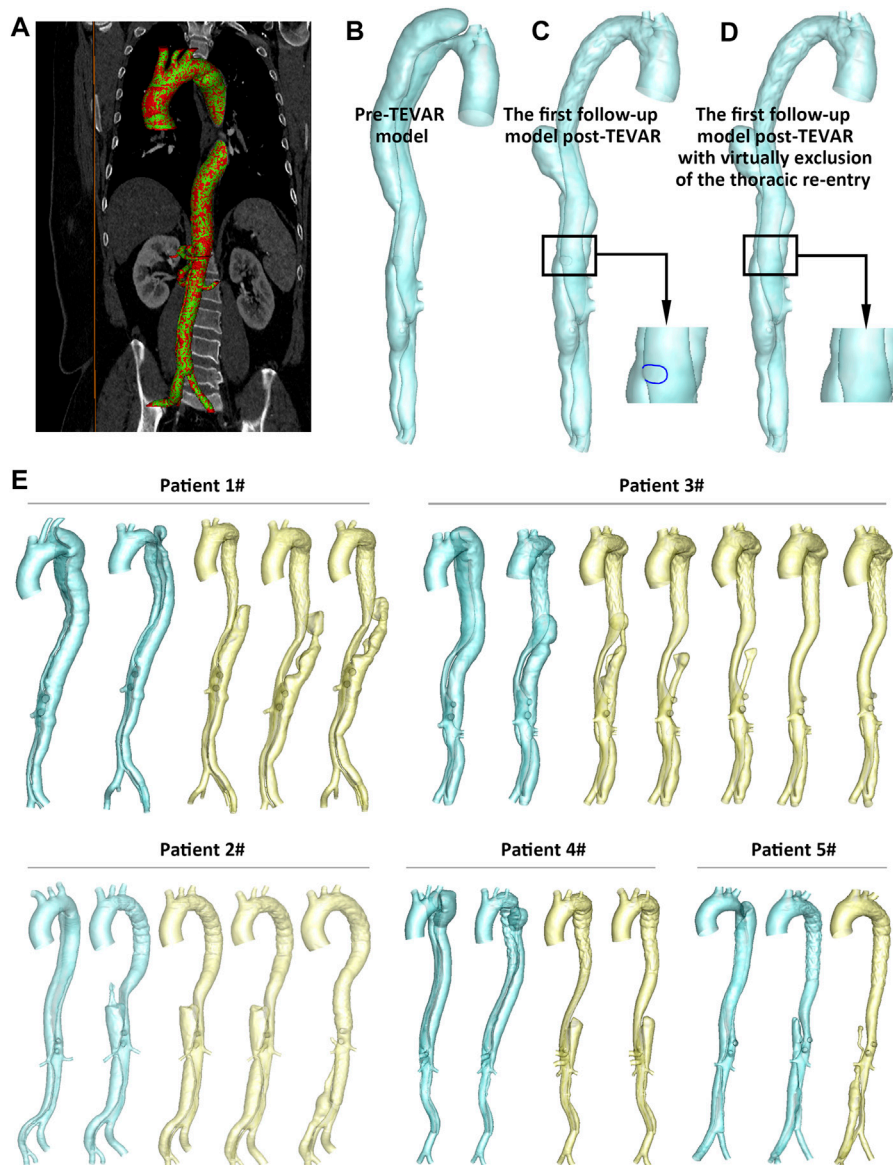 A
B
C
D
Pre-TEVAR
model
The first follow-up
model post-TEVAR
The first follow-up
model post-TEVAR
with virtually exclusion
of the thoracic re-entry
E
Patient 1#
Patient 3#
Patient 2#
Patient 4#
Patient 5#